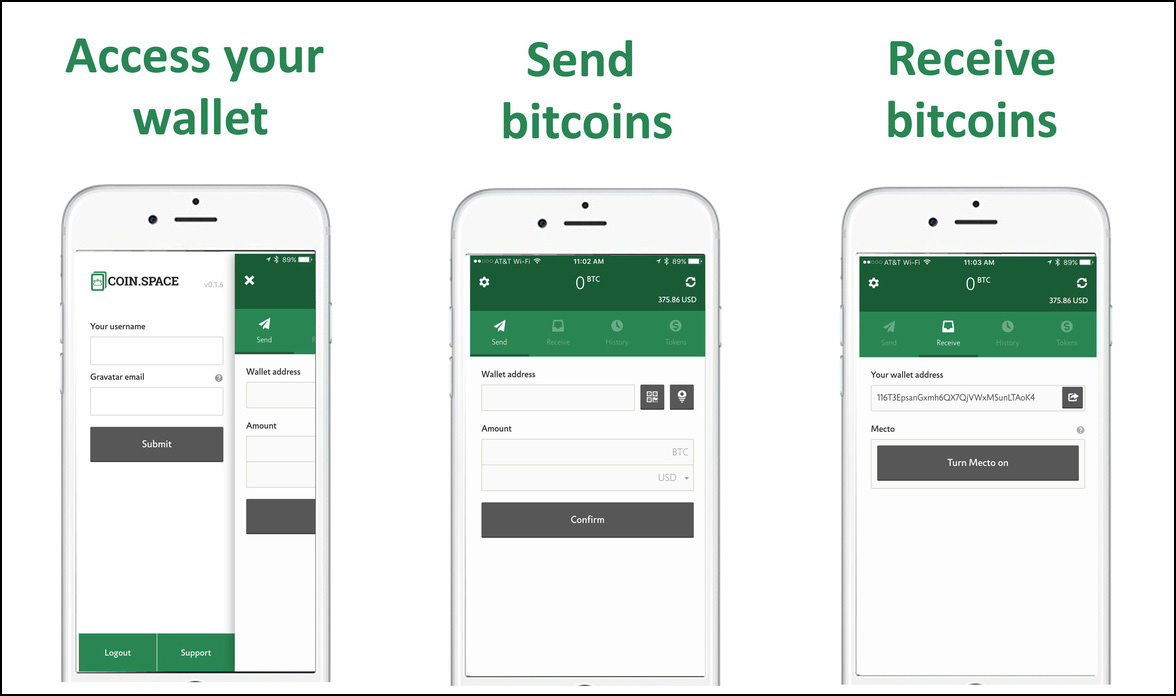 Access your
wallet
COIN.SPACE v0.1.6
Your username
Gravatar email
Submit
Logout Support
89%
Send
Wallet address
Amount
Send
bitcoins
AT&T Wi-Fi 11:02 AM 89%
0 BTC
375.86 USD
Send Receive History Tokens
Wallet address
Amount
BTC
USD
Confirm
Receive
bitcoins
AT&T Wi-Fi 11:03 AM 89%
0 BTC
375.86 USD
Send Receive History Tokens
Your wallet address
116T3EpsanGxmh6QX7QjVWxMSunLTAoK4
Mecto
Turn Mecto on